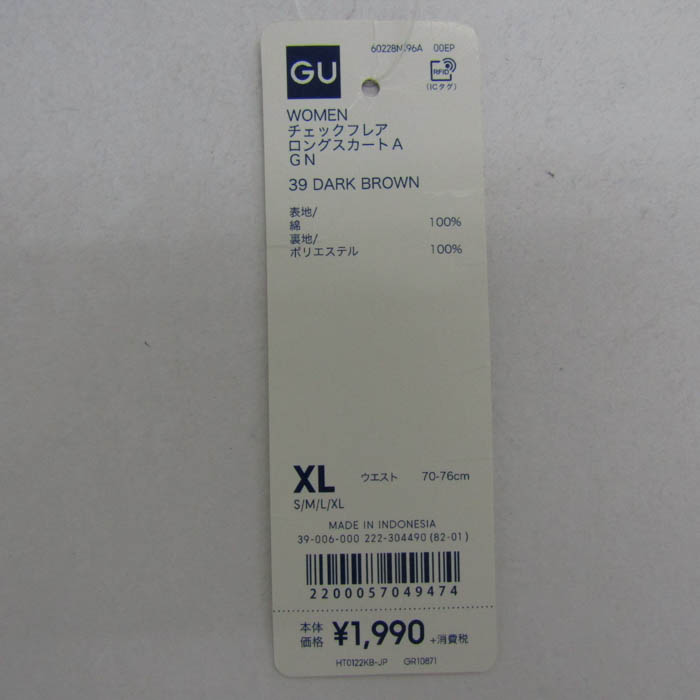 60228N096A 00EP
GU
RFID
(ICタグ)
WOMEN
チェックフレア
ロングスカートA
GN
39 DARK BROWN
表地/
綿 100%
裏地/
ポリエステル 100%
XL ウエスト 70-76cm
S/M/L/XL
MADE IN INDONESIA
39-006-000 222-304490 (82-01)
2200057049474
本体
価格 ¥1,990 +消費税
HT0122KB-JP GR10871